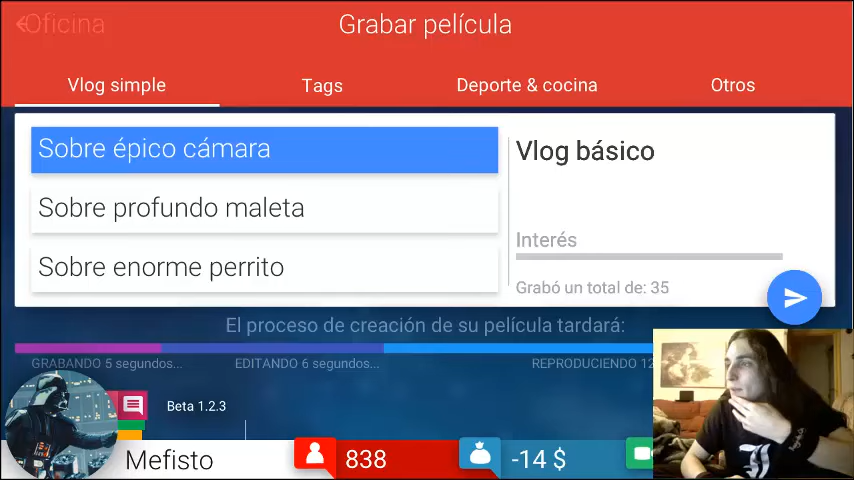 Oficina
Grabar película
Vlog simple
Tags
Deporte & cocina
Otros
Sobre épico cámara
Sobre profundo maleta
Sobre enorme perrito
Vlog básico
Interés
Grabó un total de: 35
El proceso de creación de su película tardará:
GRABANDO 5 segundos...
EDITANDO 6 segundos...
REPRODUCIENDO 12
Beta 1.2.3
Mefisto
838
-14 $